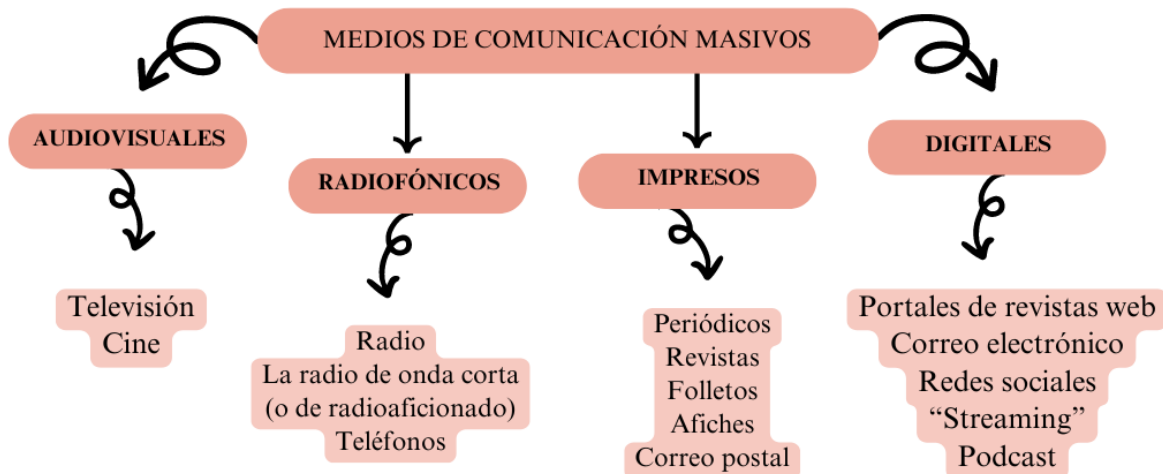 MEDIOS DE COMUNICACIÓN MASIVOS
AUDIOVISUALES
Televisión
Cine
RADIOFÓNICOS
Radio
La radio de onda corta
(o de radioaficionado)
Teléfonos
IMPRESOS
Periódicos
Revistas
Folletos
Afiches
Correo postal
DIGITALES
Portales de revistas web
Correo electrónico
Redes sociales
“Streaming”
Podcast